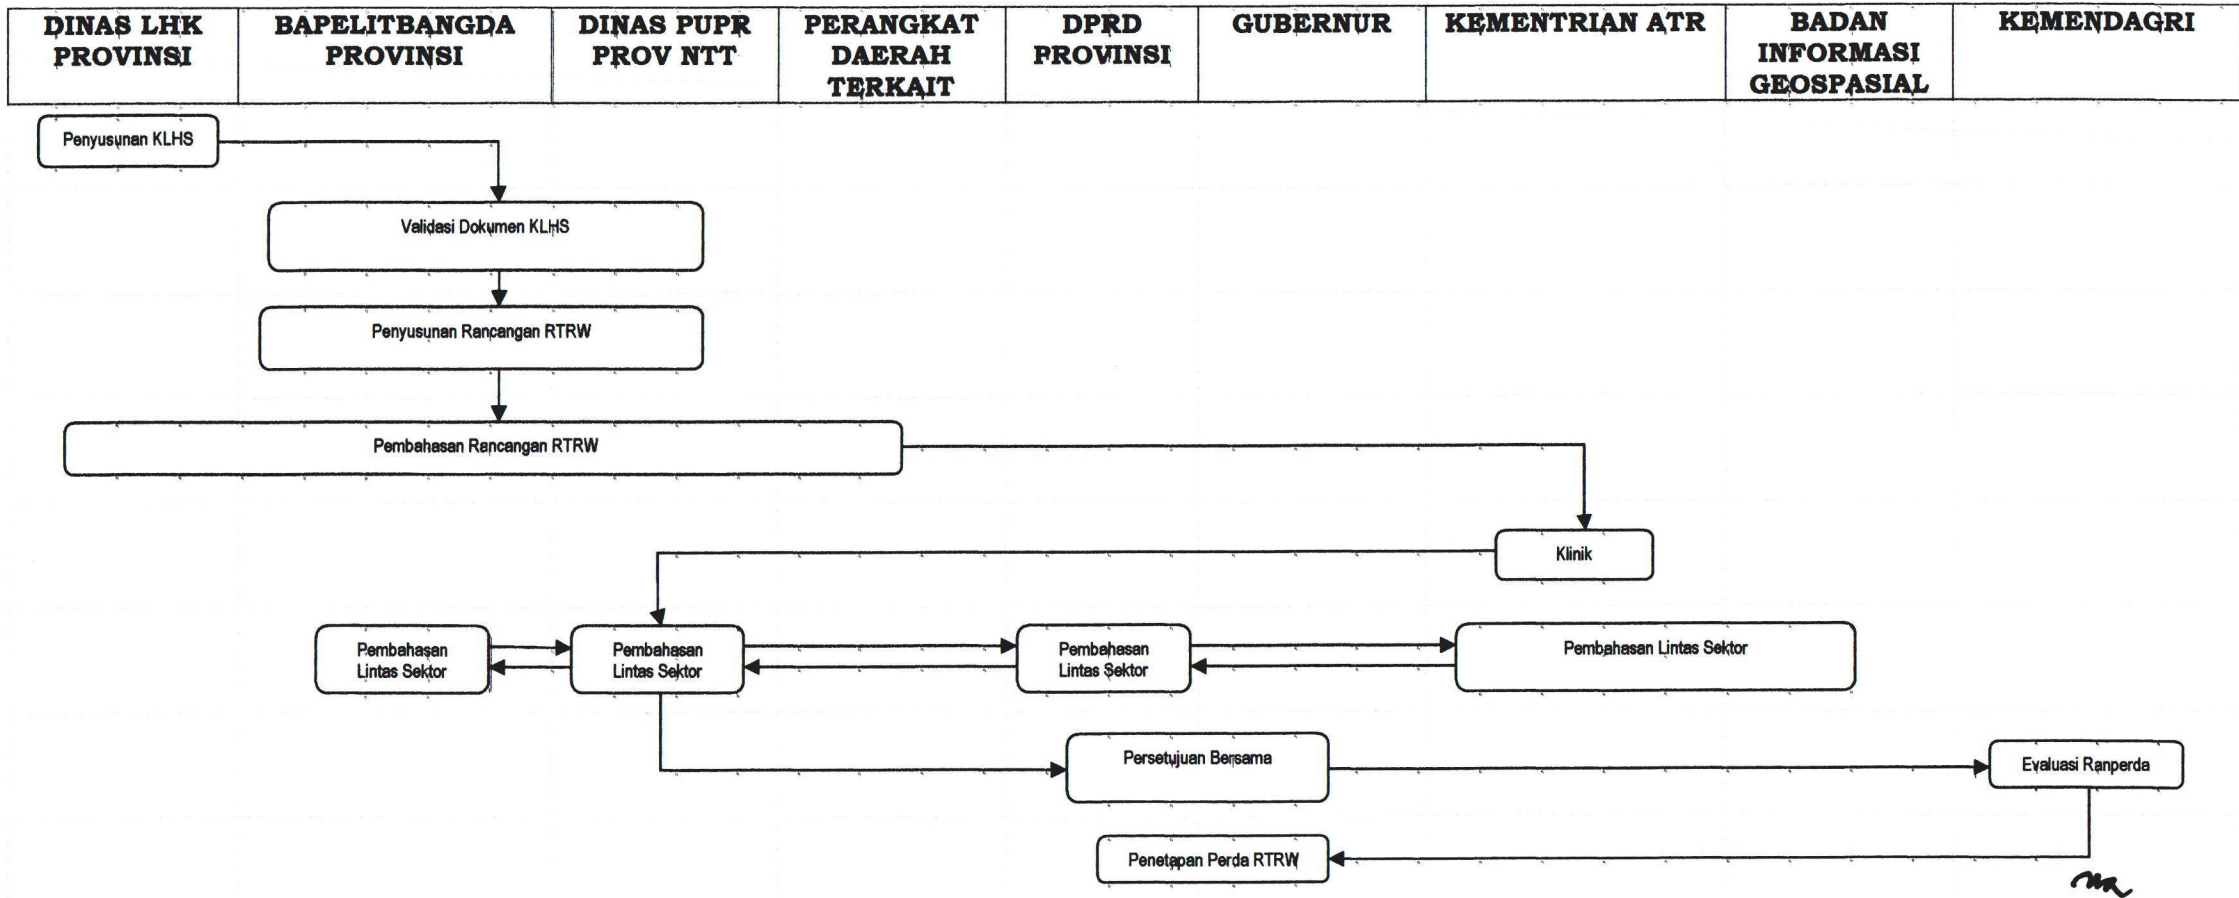 DINAS LHK
PROVINSI
BAPELITBANGDA
PROVINSI
DINAS PUPR
PROV NTT
PERANGKAT
DAERAH
TERKAIT
DPRD
PROVINSI
GUBERNUR
KEMENTRIAN ATR
BADAN
INFORMASI
GEOSPASIAL
KEMENDAGRI
Penyusunan KLHS
Validasi Dokumen KLHS
Penyusunan Rancangan RTRW
Pembahasan Rancangan RTRW
Klinik
Pembahasan
Lintas Sektor
Pembahasan
Lintas Sektor
Pembahasan
Lintas Sektor
Pembahasan Lintas Sektor
Persetujuan Bersama
Evaluasi Ranperda
Penetapan Perda RTRW